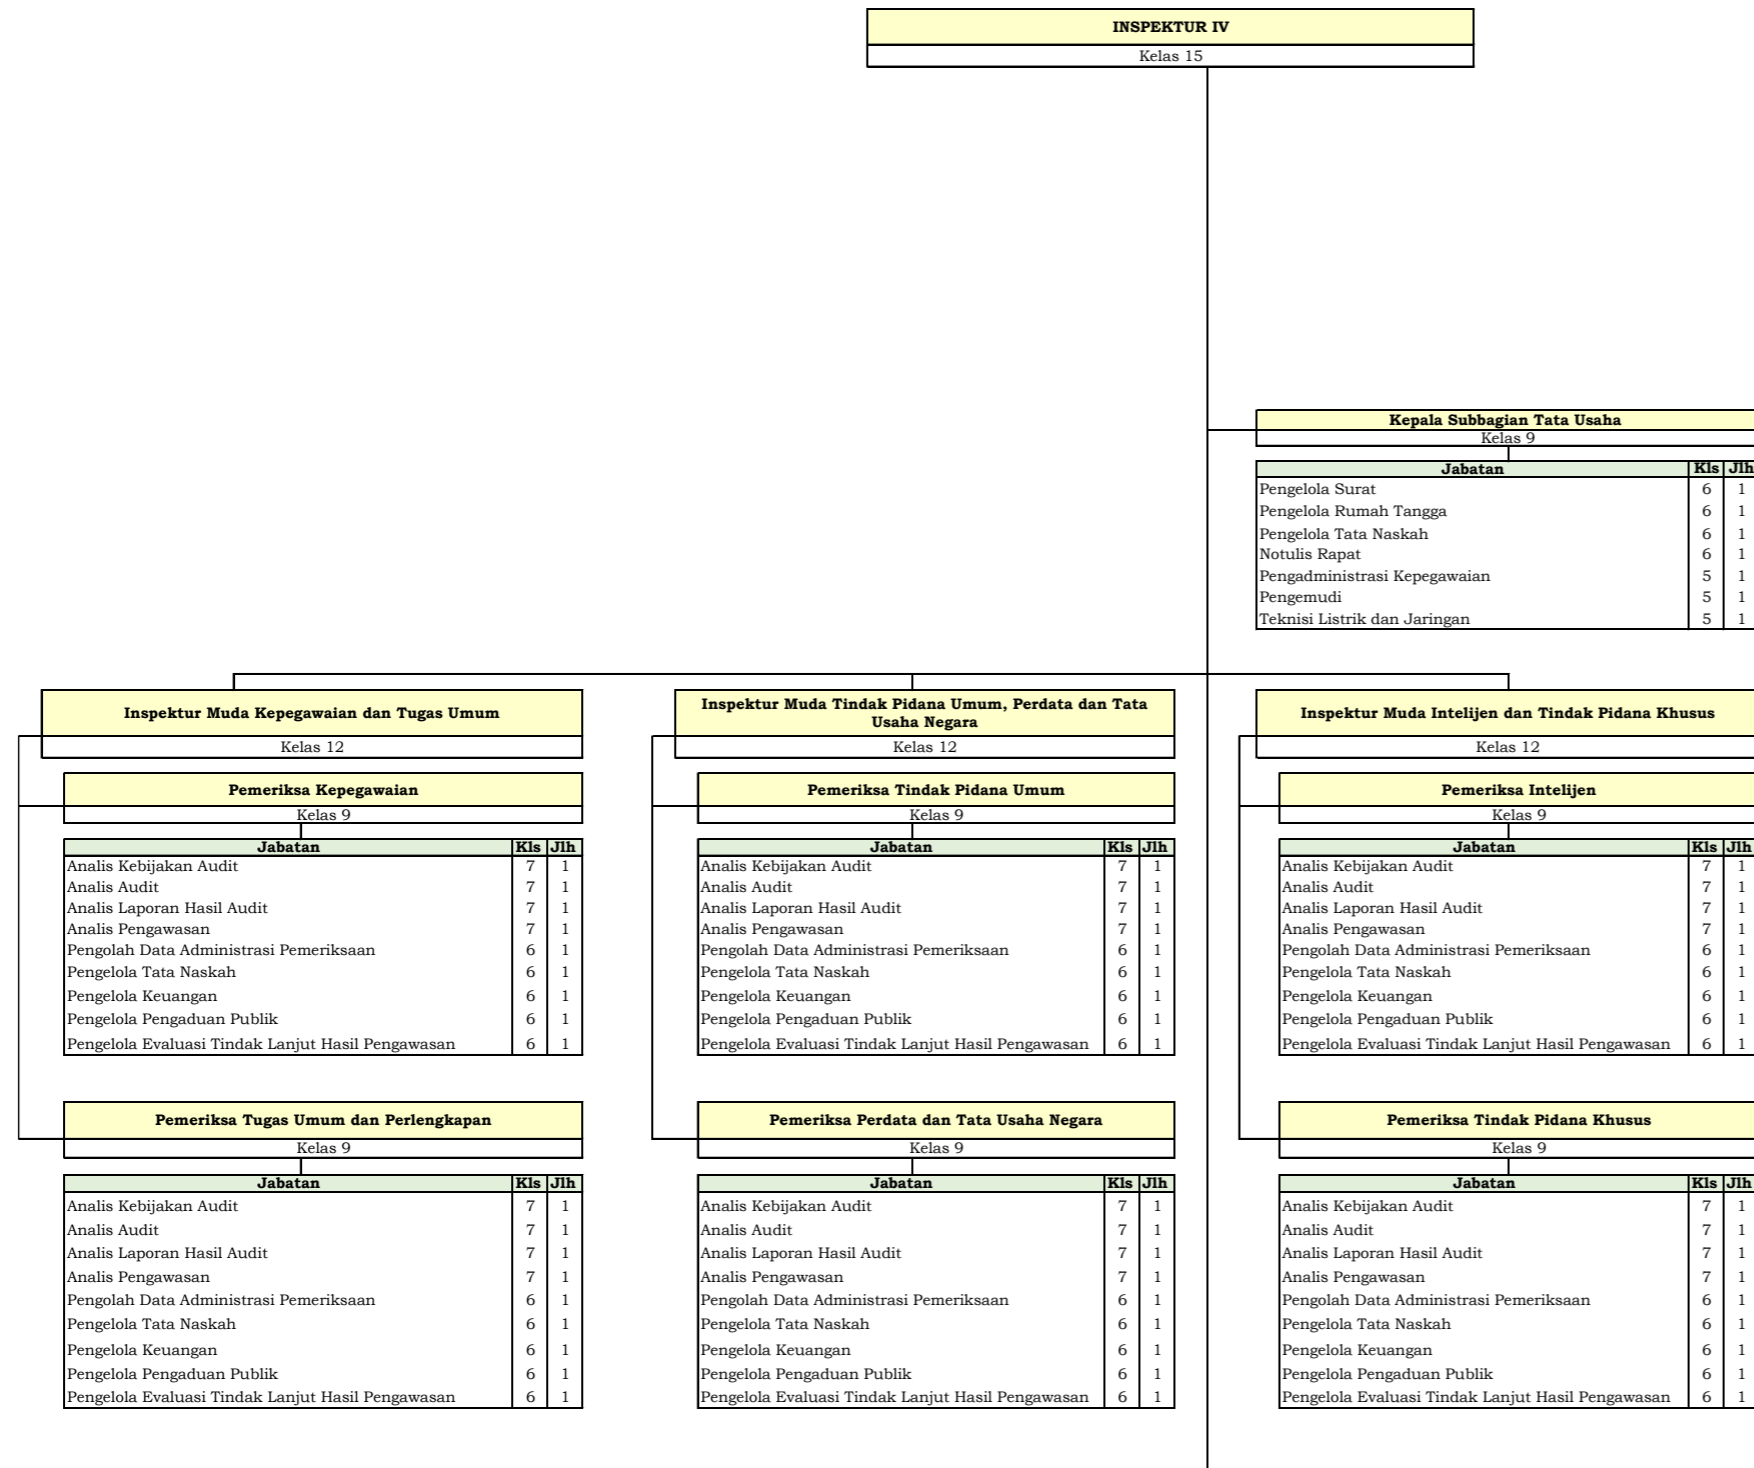 INSPEKTUR IV
Kelas 15
Kepala Subbagian Tata Usaha
Kelas 9
Jabatan Kls Jlh
Pengelola Surat 6 1
Pengelola Rumah Tangga 6 1
Pengelola Tata Naskah 6 1
Notulis Rapat 6 1
Pengadministrasi Kepegawaian 5 1
Pengemudi 5 1
Teknisi Listrik dan Jaringan 5 1
Inspektur Muda Kepegawaian dan Tugas Umum
Kelas 12
Pemeriksa Kepegawaian
Kelas 9
Jabatan Kls Jlh
Analis Kebijakan Audit 7 1
Analis Audit 7 1
Analis Laporan Hasil Audit 7 1
Analis Pengawasan 7 1
Pengolah Data Administrasi Pemeriksaan 6 1
Pengelola Tata Naskah 6 1
Pengelola Keuangan 6 1
Pengelola Pengaduan Publik 6 1
Pengelola Evaluasi Tindak Lanjut Hasil Pengawasan 6 1
Pemeriksa Tugas Umum dan Perlengkapan
Kelas 9
Jabatan Kls Jlh
Analis Kebijakan Audit 7 1
Analis Audit 7 1
Analis Laporan Hasil Audit 7 1
Analis Pengawasan 7 1
Pengolah Data Administrasi Pemeriksaan 6 1
Pengelola Tata Naskah 6 1
Pengelola Keuangan 6 1
Pengelola Pengaduan Publik 6 1
Pengelola Evaluasi Tindak Lanjut Hasil Pengawasan 6 1
Inspektur Muda Tindak Pidana Umum, Perdata dan Tata
Usaha Negara
Kelas 12
Pemeriksa Tindak Pidana Umum
Kelas 9
Jabatan Kls Jlh
Analis Kebijakan Audit 7 1
Analis Audit 7 1
Analis Laporan Hasil Audit 7 1
Analis Pengawasan 7 1
Pengolah Data Administrasi Pemeriksaan 6 1
Pengelola Tata Naskah 6 1
Pengelola Keuangan 6 1
Pengelola Pengaduan Publik 6 1
Pengelola Evaluasi Tindak Lanjut Hasil Pengawasan 6 1
Pemeriksa Perdata dan Tata Usaha Negara
Kelas 9
Jabatan Kls Jlh
Analis Kebijakan Audit 7 1
Analis Audit 7 1
Analis Laporan Hasil Audit 7 1
Analis Pengawasan 7 1
Pengolah Data Administrasi Pemeriksaan 6 1
Pengelola Tata Naskah 6 1
Pengelola Keuangan 6 1
Pengelola Pengaduan Publik 6 1
Pengelola Evaluasi Tindak Lanjut Hasil Pengawasan 6 1
Inspektur Muda Intelijen dan Tindak Pidana Khusus
Kelas 12
Pemeriksa Intelijen
Kelas 9
Jabatan Kls Jlh
Analis Kebijakan Audit 7 1
Analis Audit 7 1
Analis Laporan Hasil Audit 7 1
Analis Pengawasan 7 1
Pengolah Data Administrasi Pemeriksaan 6 1
Pengelola Tata Naskah 6 1
Pengelola Keuangan 6 1
Pengelola Pengaduan Publik 6 1
Pengelola Evaluasi Tindak Lanjut Hasil Pengawasan 6 1
Pemeriksa Tindak Pidana Khusus
Kelas 9
Jabatan Kls Jlh
Analis Kebijakan Audit 7 1
Analis Audit 7 1
Analis Laporan Hasil Audit 7 1
Analis Pengawasan 7 1
Pengolah Data Administrasi Pemeriksaan 6 1
Pengelola Tata Naskah 6 1
Pengelola Keuangan 6 1
Pengelola Pengaduan Publik 6 1
Pengelola Evaluasi Tindak Lanjut Hasil Pengawasan 6 1